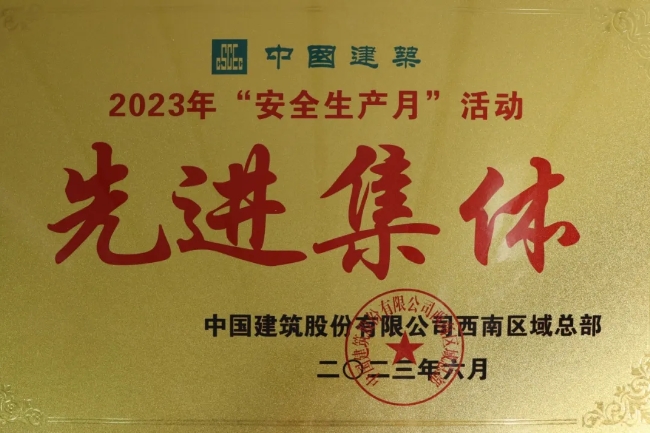 CSCEC 中國建築
2023年“安全生产月”活动
先进集体
中国建筑股份有限公司西南区域总部
二〇二三年六月